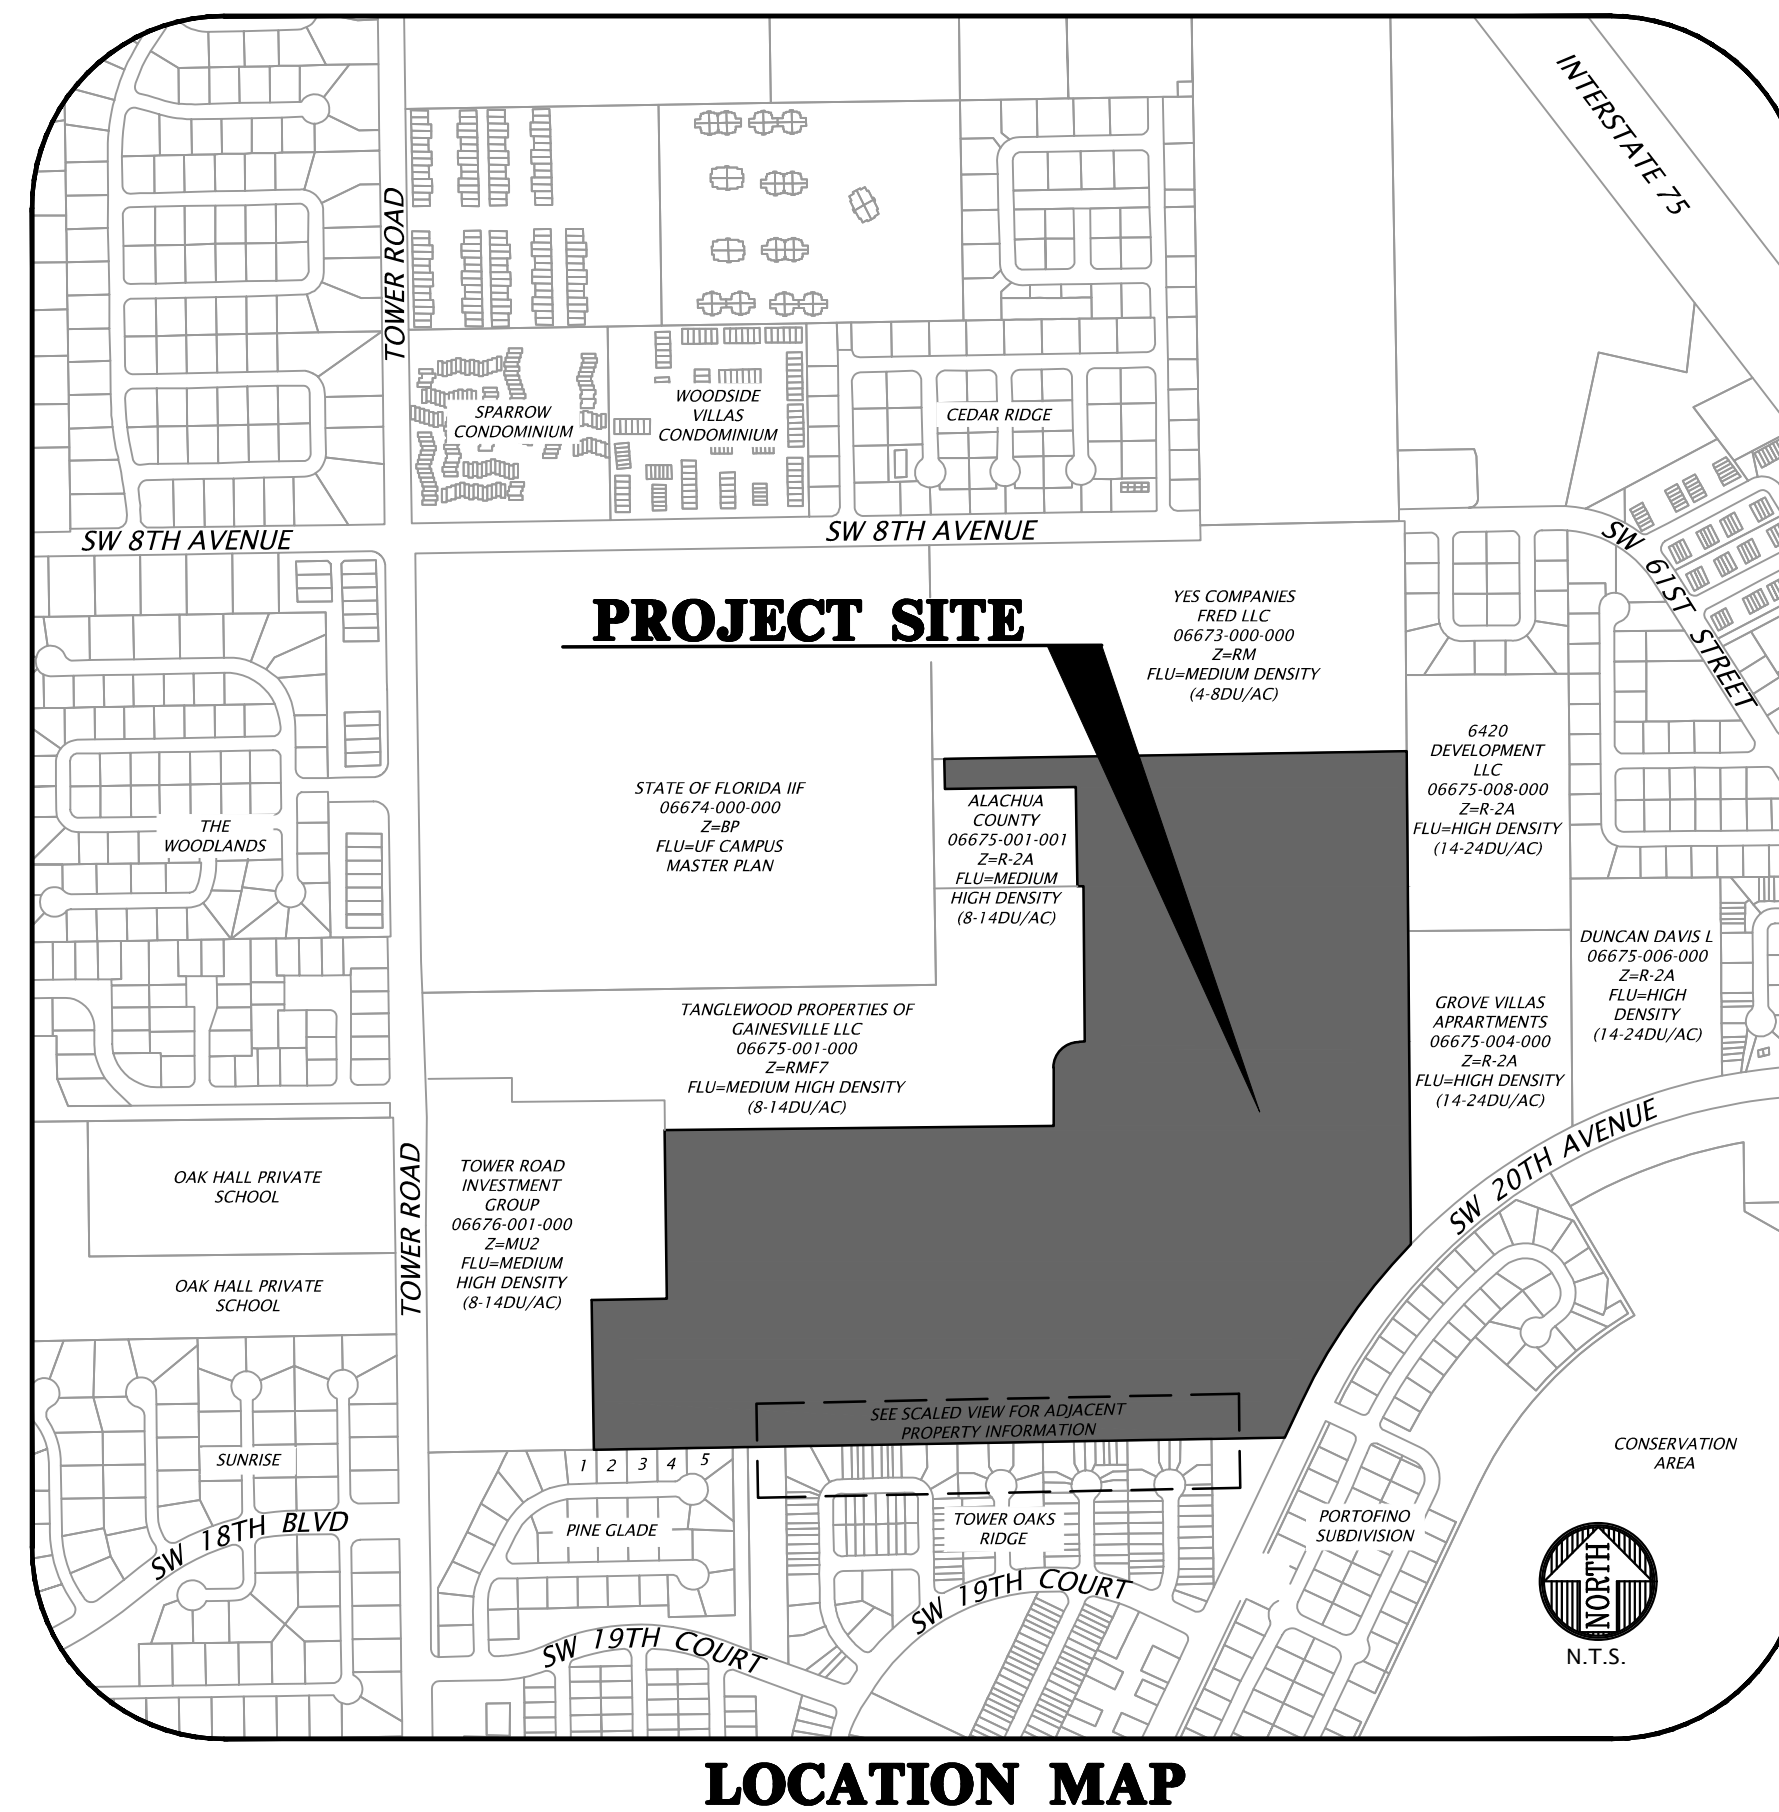 INTERSTATE 75
TOWER ROAD
SPARROW
CONDOMINIUM
WOODSIDE
VILLAS
CONDOMINIUM
CEDAR RIDGE
SW 8TH AVENUE
SW 8TH AVENUE
SW 61ST STREET
PROJECT SITE
YES COMPANIES
FRED LLC
06673-000-000
Z=RM
FLU=MEDIUM DENSITY
(4-8DU/AC)
6420
DEVELOPMENT
LLC
06675-008-000
Z=R-2A
FLU=HIGH DENSITY
(14-24DU/AC)
STATE OF FLORIDA IIF
06674-000-000
Z=BP
FLU=UF CAMPUS
MASTER PLAN
ALACHUA
COUNTY
06675-001-001
Z=R-2A
FLU=MEDIUM
HIGH DENSITY
(8-14DU/AC)
THE
WOODLANDS
DUNCAN DAVIS L
06675-006-000
Z=R-2A
FLU=HIGH
DENSITY
(14-24DU/AC)
TANGLEWOOD PROPERTIES OF
GAINESVILLE LLC
06675-001-000
Z=RMF7
FLU=MEDIUM HIGH DENSITY
(8-14DU/AC)
GROVE VILLAS
APRARTMENTS
06675-004-000
Z=R-2A
FLU=HIGH DENSITY
(14-24DU/AC)
SW 20TH AVENUE
OAK HALL PRIVATE
SCHOOL
TOWER ROAD
TOWER ROAD
INVESTMENT
GROUP
06676-001-000
Z=MU2
FLU=MEDIUM
HIGH DENSITY
(8-14DU/AC)
OAK HALL PRIVATE
SCHOOL
SEE SCALED VIEW FOR ADJACENT
PROPERTY INFORMATION
SUNRISE
1 2 3 4 5
CONSERVATION
AREA
SW 18TH BLVD
PINE GLADE
TOWER OAKS
RIDGE
PORTOFINO
SUBDIVISION
SW 19TH COURT
SW 19TH COURT
NORTH
N.T.S.
LOCATION MAP